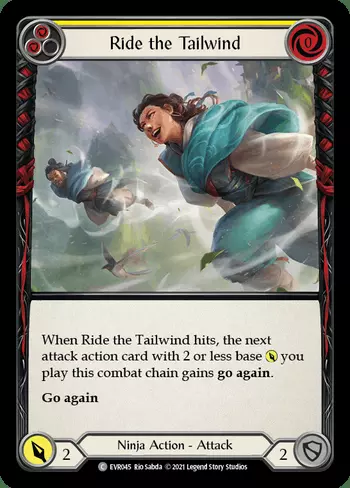 Ride the Tailwind
0
When Ride the Tailwind hits, the next
attack action card with 2 or less base you
play this combat chain gains go again.
Go again
2
Ninja Action - Attack
2
C EVR045 Rio Sabda © 2021 Legend Story Studios